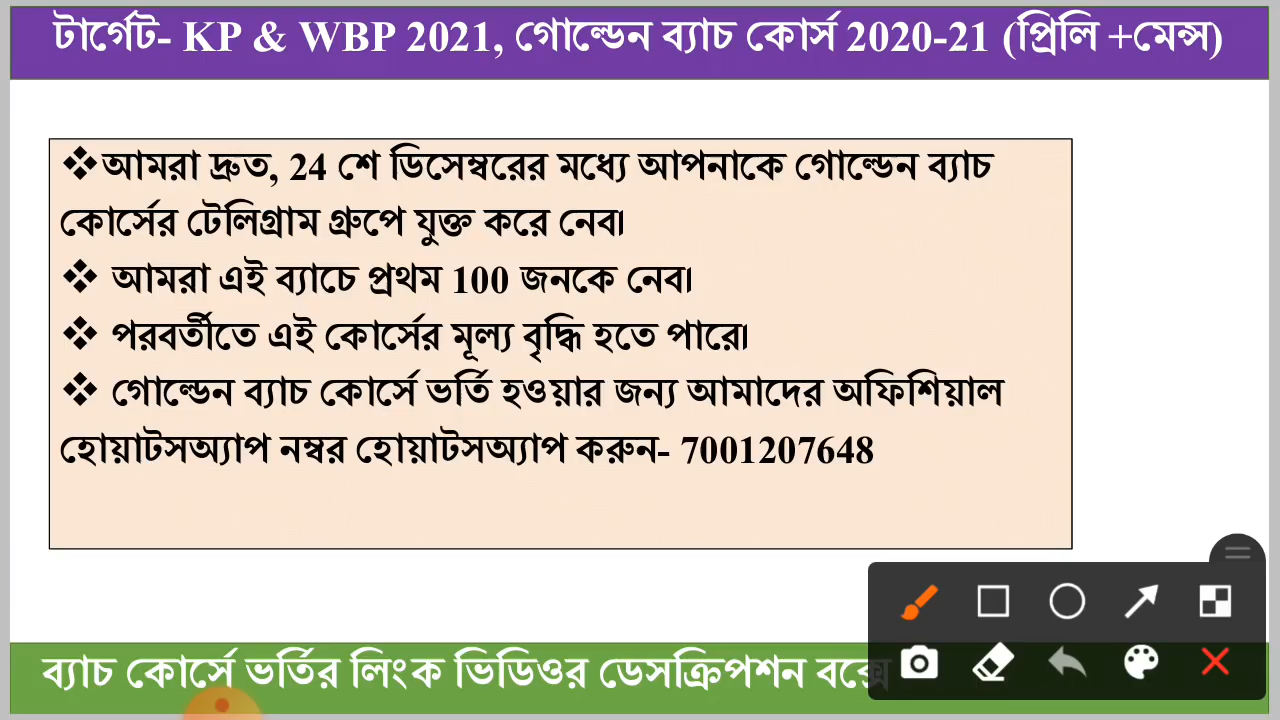 টার্গেট- KP & WBP 2021, গোল্ডেন ব্যাচ কোর্স 2020-21 (প্রিলি +মেন্স)
❖আমরা দ্রুত, 24 শে ডিসেম্বরের মধ্যে আপনাকে গোল্ডেন ব্যাচ
কোর্সের টেলিগ্রাম গ্রুপে যুক্ত করে নেব।
❖ আমরা এই ব্যাচে প্রথম 100 জনকে নেব।
❖ পরবর্তীতে এই কোর্সের মূল্য বৃদ্ধি হতে পারে।
❖ গোল্ডেন ব্যাচ কোর্সে ভর্তি হওয়ার জন্য আমাদের অফিশিয়াল
হোয়াটসঅ্যাপ নম্বর হোয়াটসঅ্যাপ করুন- 7001207648
ব্যাচ কোর্সে ভর্তির লিংক ভিডিওর ডেসক্রিপশন বক্সে